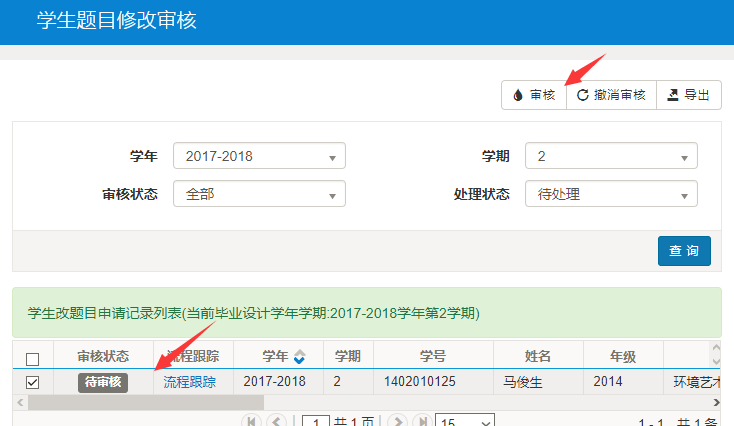 学生题目修改审核
审核 撤消审核 导出
学年 2017-2018 学期 2
审核状态 全部 处理状态 待处理
查 询
学生改题目申请记录列表(当前毕业设计学年学期:2017-2018学年第2学期)
审核状态 流程跟踪 学年 学期 学号 姓名 年级
待审核 流程跟踪 2017-2018 2 1402010125 马俊生 2014 环境艺术
1 共 1 页 15 1 - 1 共 1 条